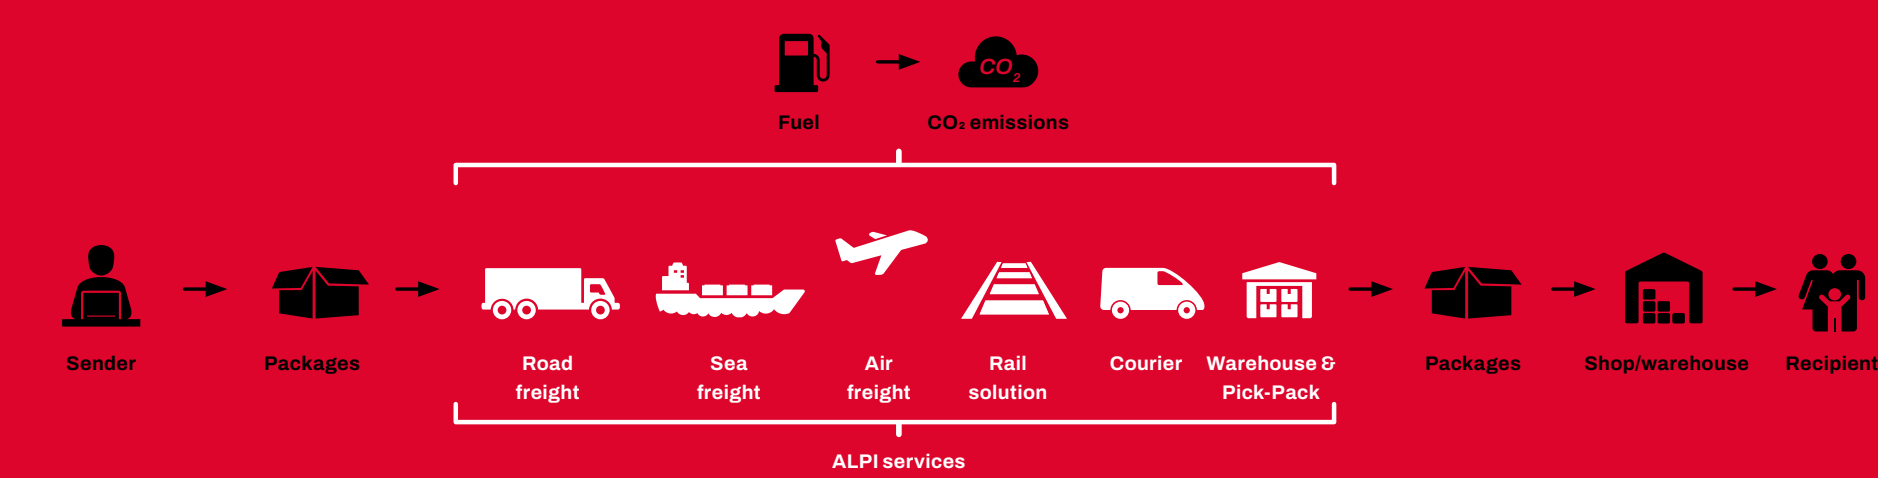 CO₂
Fuel
CO₂ emissions
Sender
Packages
Road
freight
Sea
freight
Air
freight
Rail
solution
Courier
Warehouse &
Pick-Pack
Packages
Shop/warehouse
Recipient
ALPI services